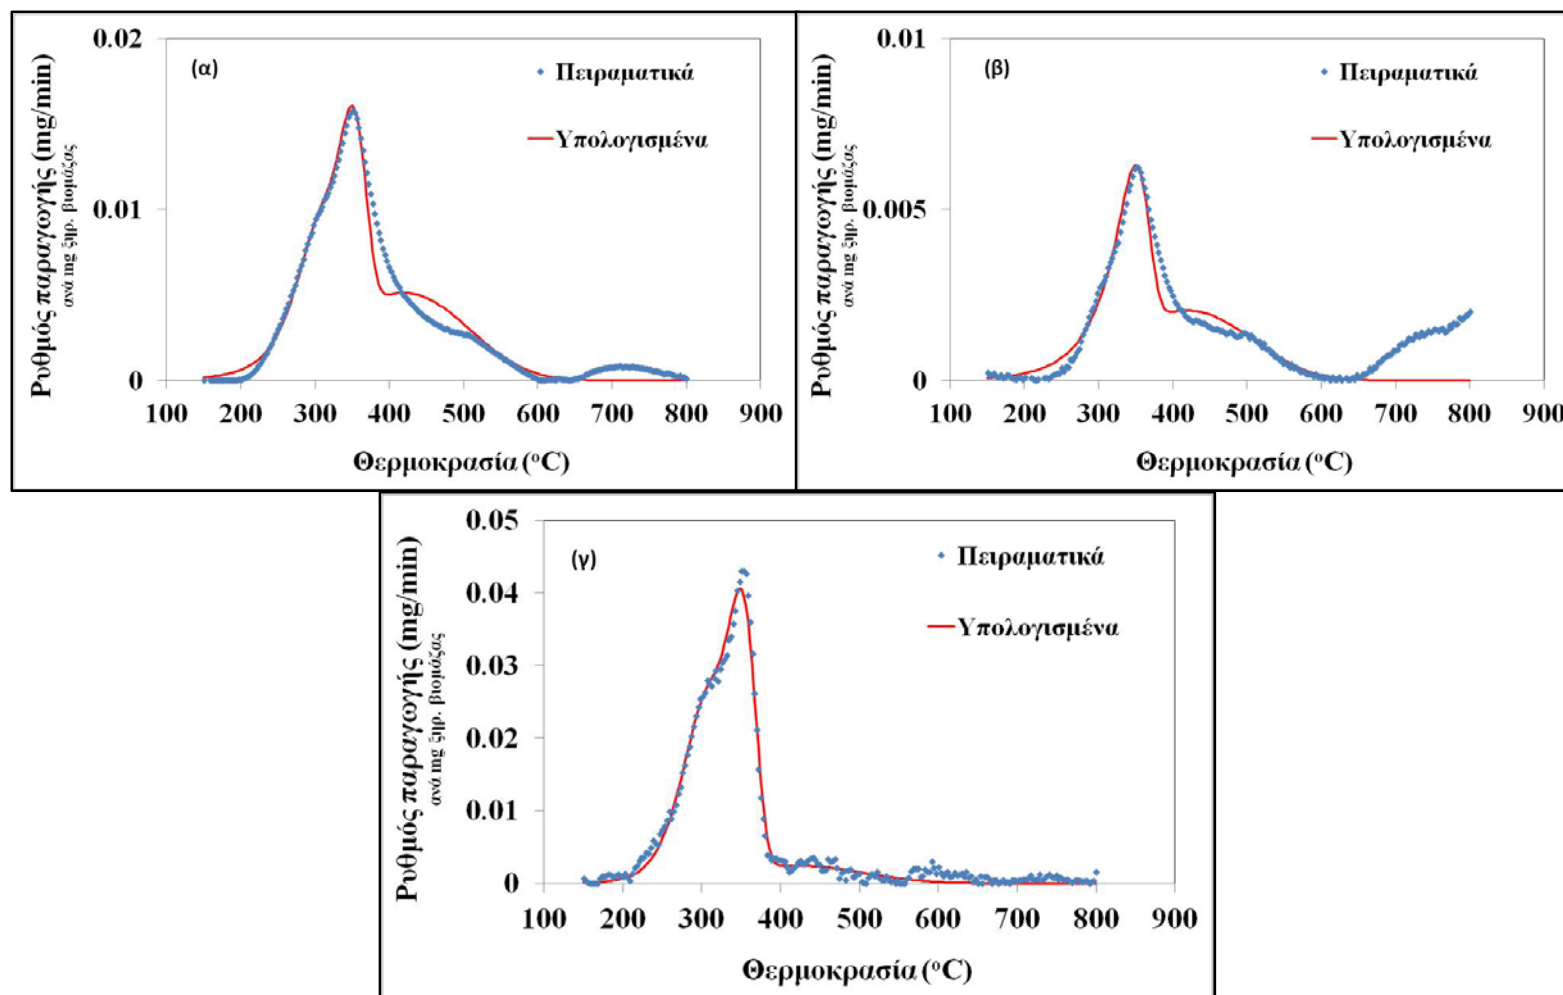 Ρυθμός παραγωγής (mg/min)
ανά mg ξηρ. βιομάζας
0.02
0.01
0
(α)
Πειραματικά
Υπολογισμένα
100 200 300 400 500 600 700 800 900
Θερμοκρασία (°C)
Ρυθμός παραγωγής (mg/min)
ανά mg ξηρ. βιομάζας
0.01
0.005
0
(β)
Πειραματικά
Υπολογισμένα
100 200 300 400 500 600 700 800 900
Θερμοκρασία (°C)
Ρυθμός παραγωγής (mg/min)
ανά mg ξηρ. βιομάζας
0.05
0.04
0.03
0.02
0.01
0
(γ)
Πειραματικά
Υπολογισμένα
100 200 300 400 500 600 700 800 900
Θερμοκρασία (°C)